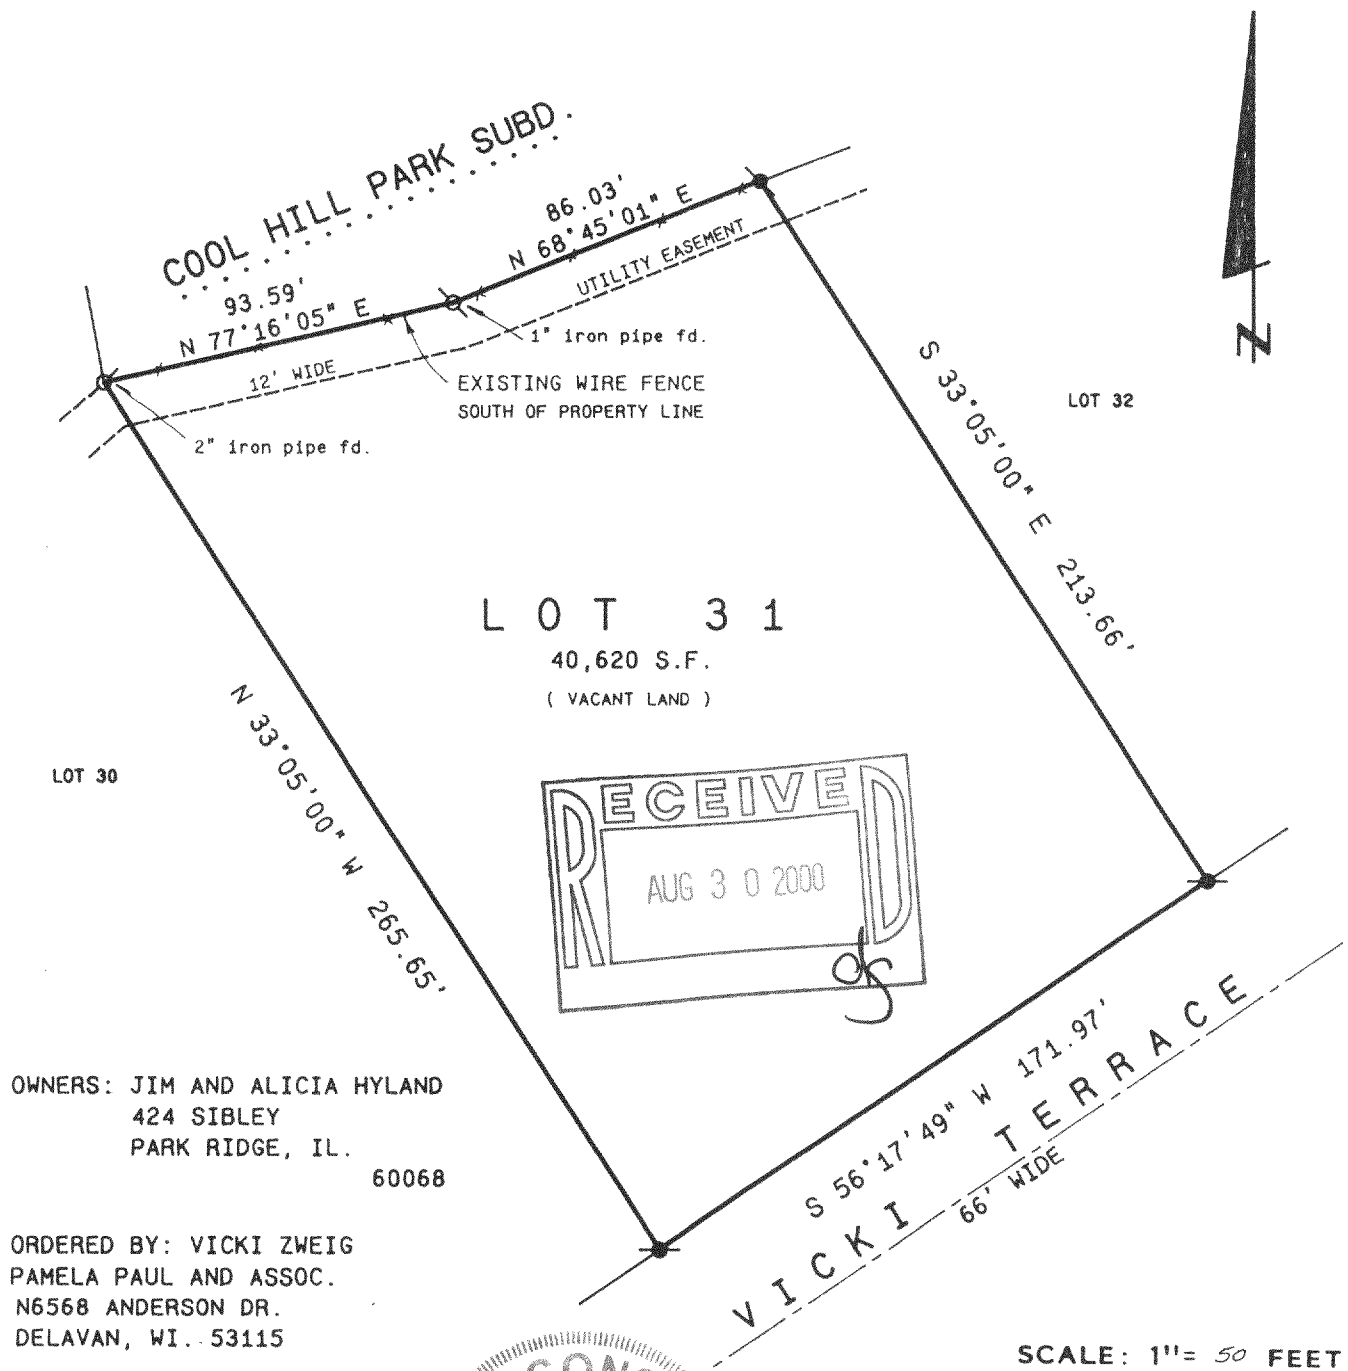 COOL HILL PARK SUBD.
93.59'
N 77°16'05" E
86.03'
N 68°45'01" E
UTILITY EASEMENT
12' WIDE
1" iron pipe fd.
EXISTING WIRE FENCE
SOUTH OF PROPERTY LINE
2" iron pipe fd.
N
S 33°05'00" E 213.66'
LOT 32
LOT 31
40,620 S.F.
( VACANT LAND )
N 33°05'00" W 265.65'
LOT 30
RECEIVED
AUG 30 2000
S 56°17'49" W 171.97'
VICKI TERRACE
66' WIDE
OWNERS: JIM AND ALICIA HYLAND
424 SIBLEY
PARK RIDGE, IL.
60068
ORDERED BY: VICKI ZWEIG
PAMELA PAUL AND ASSOC.
N6568 ANDERSON DR.
DELAVAN, WI. 53115
SCALE: 1"= 50 FEET